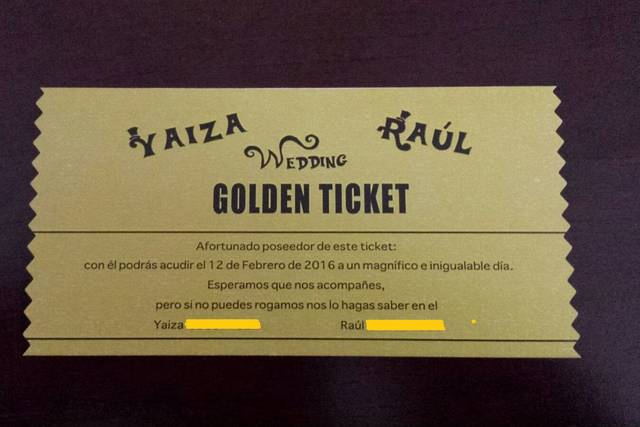 YAIZA
RAÚL
WEDDING
GOLDEN TICKET
Afortunado poseedor de este ticket:
con él podrás acudir el 12 de Febrero de 2016 a un magnífico e inigualable día.
Esperamos que nos acompañes,
pero si no puedes rogamos nos lo hagas saber en el
Yaiza Raúl